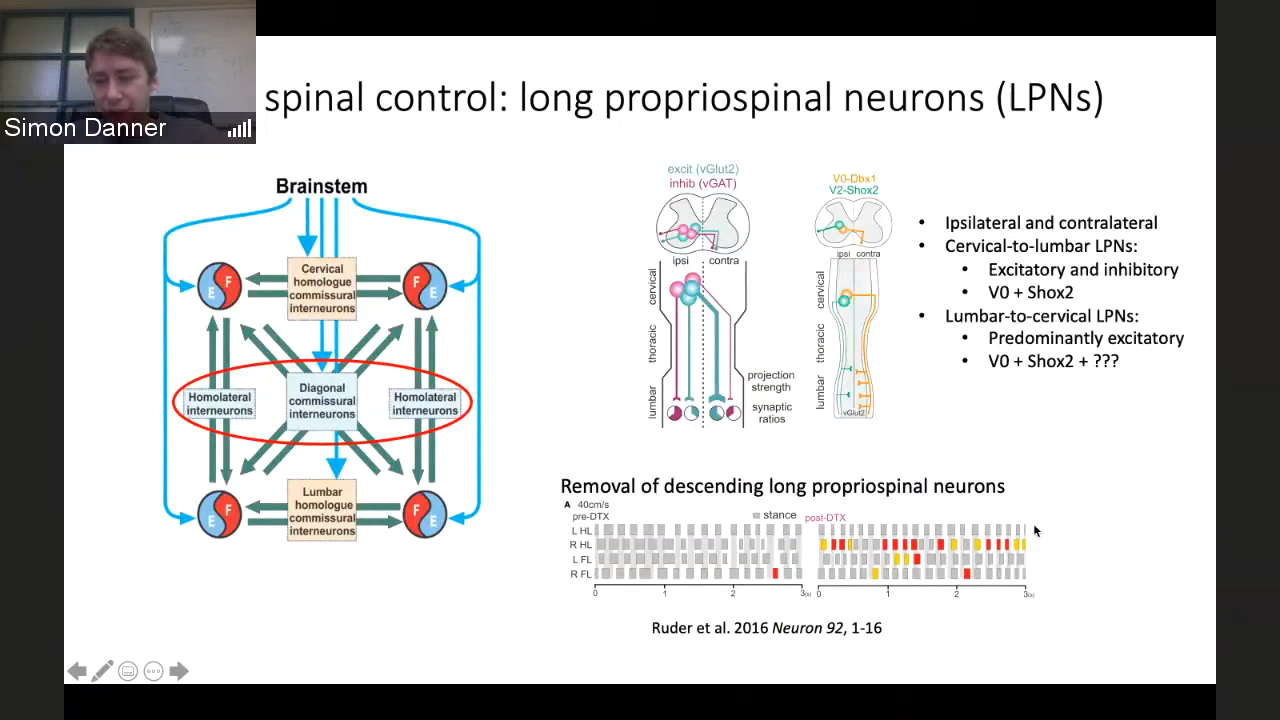 Simon Danner
spinal control: long propriospinal neurons (LPNs)
Brainstem
Cervical
homologue
commissural
interneurons
F
E
F
E
Homolateral
interneurons
Diagonal
commissural
interneurons
Homolateral
interneurons
F
E
F
E
Lumbar
homologue
commissural
interneurons
excit (vGlut2)
inhib (vGAT)
ipsi
contra
cervical
thoracic
lumbar
projection
strength
synaptic
ratios
V0-Dbx1
V2-Shox2
ipsi contra
cervical
thoracic
lumbar
vGlut2
• Ipsilateral and contralateral
• Cervical-to-lumbar LPNs:
• Excitatory and inhibitory
• V0 + Shox2
• Lumbar-to-cervical LPNs:
• Predominantly excitatory
• V0 + Shox2 + ???
Removal of descending long propriospinal neurons
A 40cm/s
pre-DTX
stance
post-DTX
L HL
R HL
L FL
R FL
0 1 2 3(s)
0 1 2 3(s)
Ruder et al. 2016 Neuron 92, 1-16